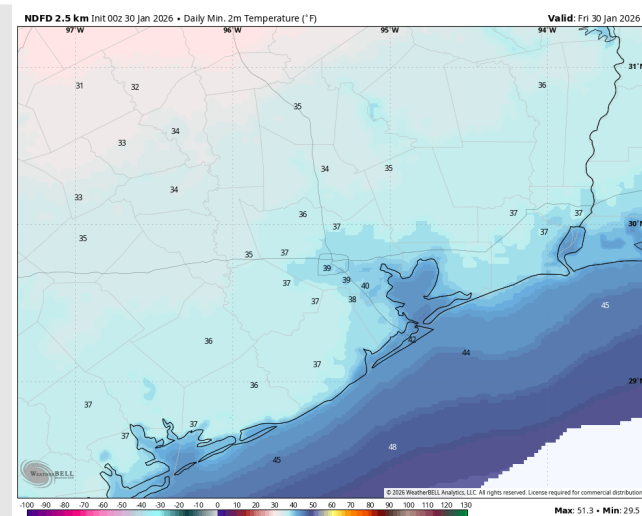 NDFD 2.5 km Init 00z 30 Jan 2026 • Daily Min. 2m Temperature (°F)
Valid: Fri 30 Jan 2026
97°W 96°W 95°W 94°W
31°N
31 32 36
35
34
33
34 35
34
33
36 37 37
30°N
37 37
35
35 37
39
37 39 40
37 38
45
42
36
44
37
29°N
36
37
37
37
48
45
WEATHERBELL
© 2026 WeatherBELL Analytics, LLC. All rights reserved. License required for commercial distribution
-100 -90 -80 -70 -60 -50 -40 -30 -20 -10 0 10 20 30 40 50 60 70 80 90 100 110 120 130
Max: 51.3 • Min: 29.5